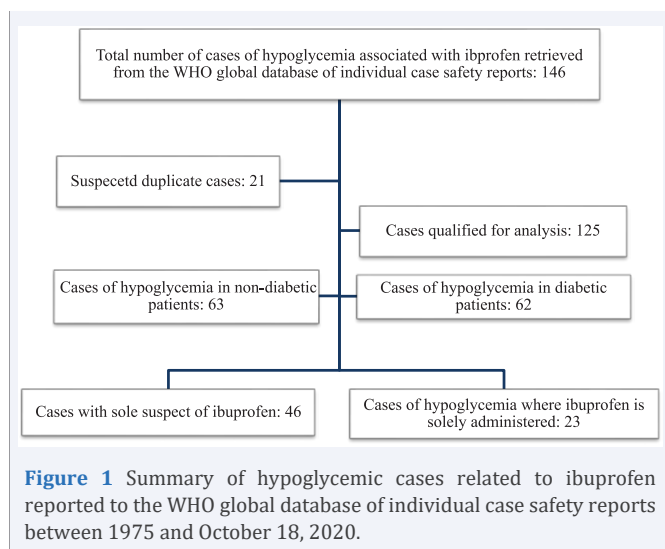 Total number of cases of hypoglycemia associated with ibprofen retrieved
from the WHO global database of individual case safety reports: 146
Suspecetd duplicate cases: 21
Cases qualified for analysis: 125
Cases of hypoglycemia in non-diabetic
patients: 63
Cases of hypoglycemia in diabetic
patients: 62
Cases with sole suspect of ibuprofen: 46
Cases of hypoglycemia where ibuprofen is
solely administered: 23
Figure 1 Summary of hypoglycemic cases related to ibuprofen
reported to the WHO global database of individual case safety reports
between 1975 and October 18, 2020.